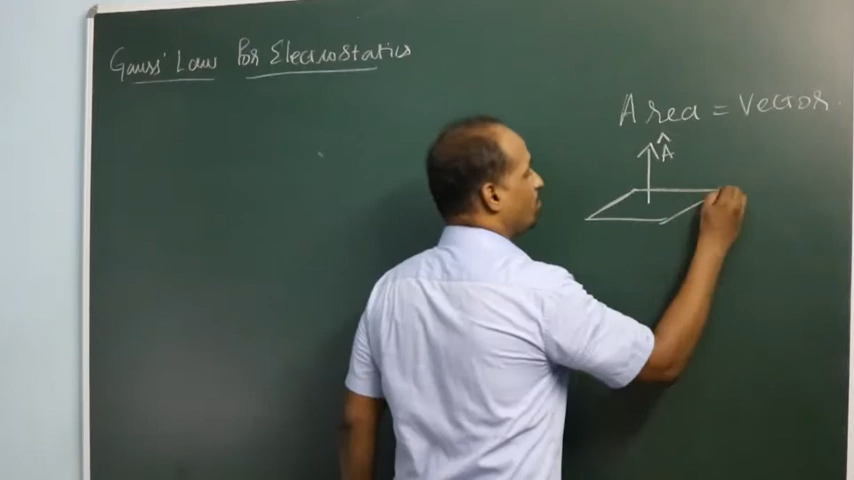 Gauss' Law for Electrostatics
Area = Vector
Â